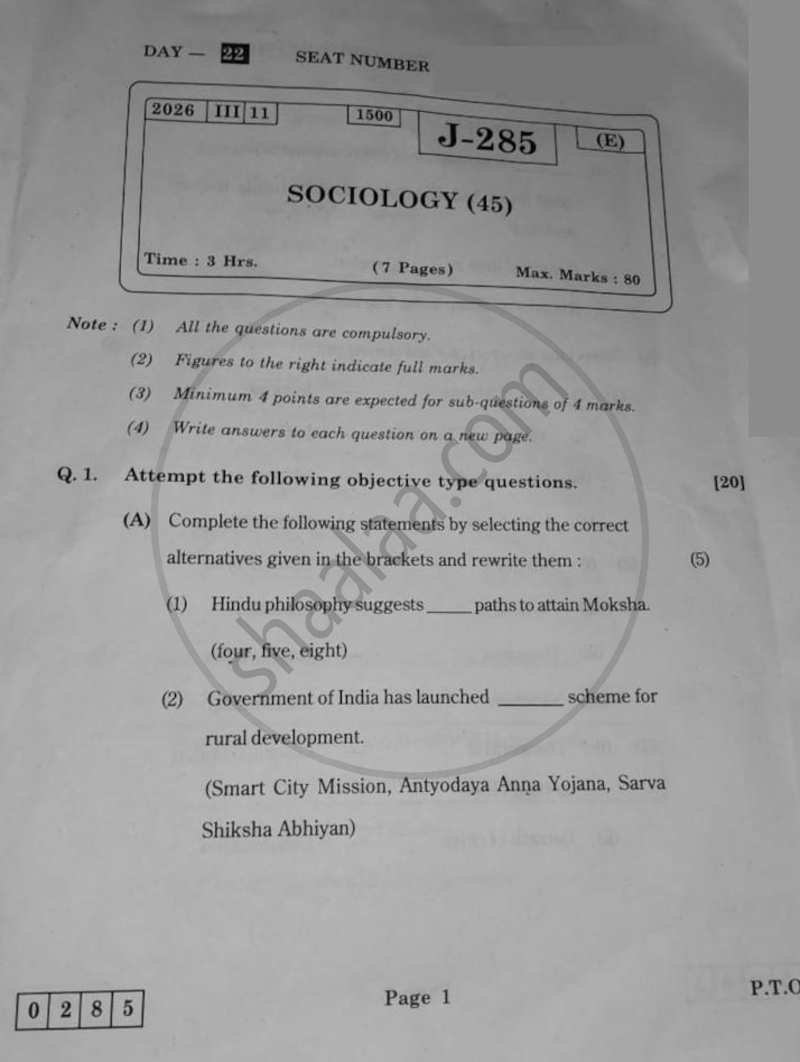 DAY — 22 SEAT NUMBER
2026 III 11 1500 J-285 (E)
SOCIOLOGY (45)
Time : 3 Hrs. (7 Pages) Max. Marks : 80
Note : (1) All the questions are compulsory.
(2) Figures to the right indicate full marks.
(3) Minimum 4 points are expected for sub-questions of 4 marks.
(4) Write answers to each question on a new page.
Q. 1. Attempt the following objective type questions. [20]
(A) Complete the following statements by selecting the correct
alternatives given in the brackets and rewrite them : (5)
(1) Hindu philosophy suggests _____ paths to attain Moksha.
(four, five, eight)
(2) Government of India has launched _______ scheme for
rural development.
(Smart City Mission, Antyodaya Anna Yojana, Sarva
Shiksha Abhiyan)
shaalaa.com
0 2 8 5 Page 1 P.T.O